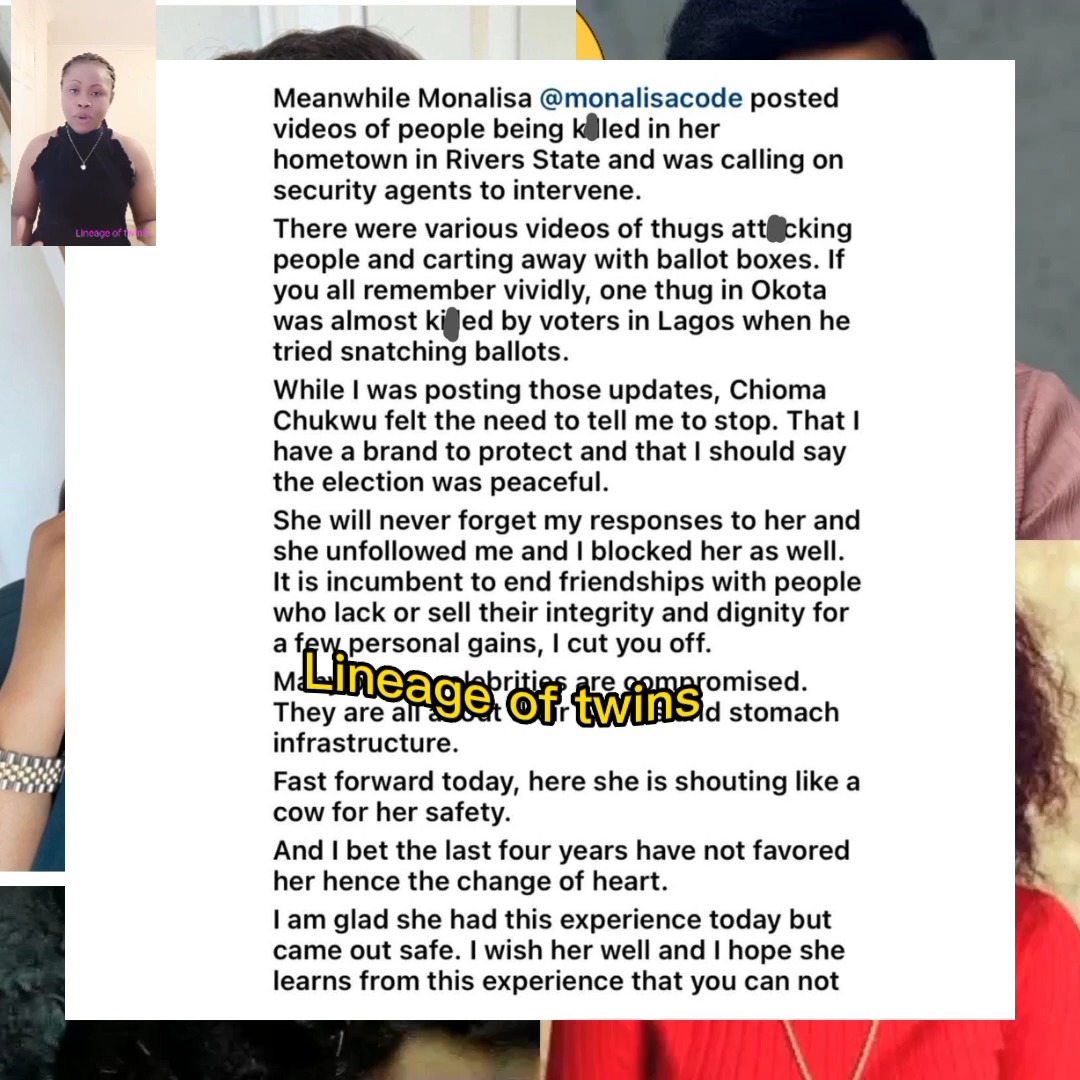 Meanwhile Monalisa @monalisacode posted
videos of people being k lled in her
hometown in Rivers State and was calling on
security agents to intervene.
There were various videos of thugs att cking
people and carting away with ballot boxes. If
you all remember vividly, one thug in Okota
was almost ki ed by voters in Lagos when he
tried snatching ballots.
While I was posting those updates, Chioma
Chukwu felt the need to tell me to stop. That I
have a brand to protect and that I should say
the election was peaceful.
She will never forget my responses to her and
she unfollowed me and I blocked her as well.
It is incumbent to end friendships with people
who lack or sell their integrity and dignity for
a few personal gains, I cut you off.
are compromised.
Lineage of twins
They are all stomach
infrastructure.
Fast forward today, here she is shouting like a
cow for her safety.
And I bet the last four years have not favored
her hence the change of heart.
I am glad she had this experience today but
came out safe. I wish her well and I hope she
learns from this experience that you can not
Lineage of twins